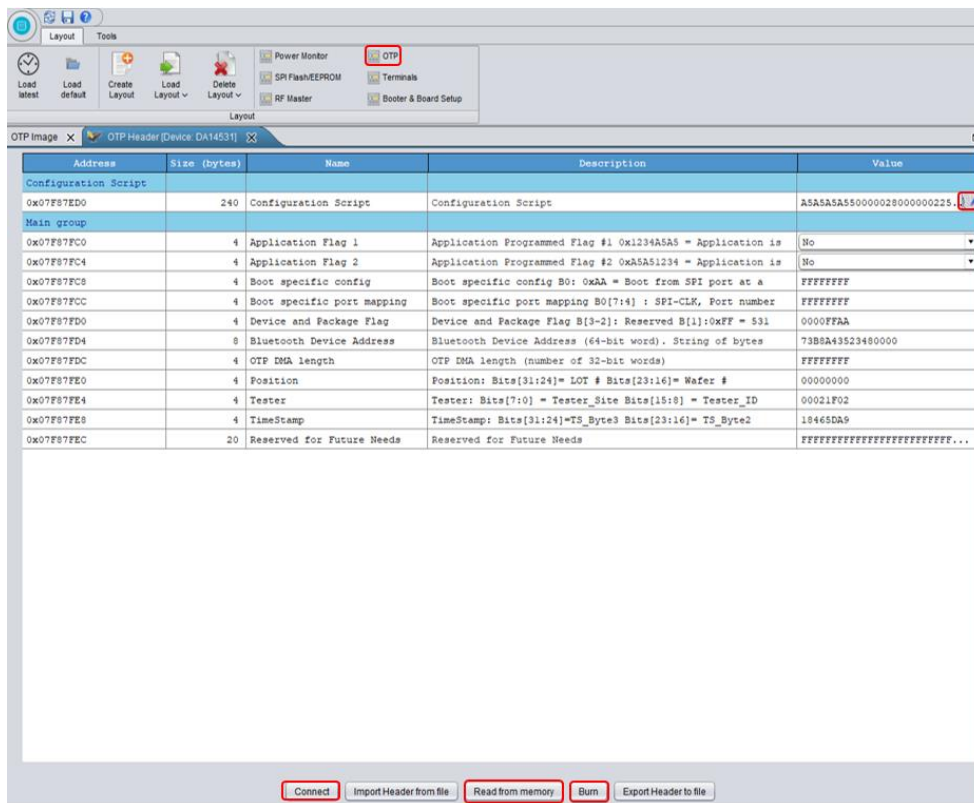 Layout Tools
Load latest
Load default
Create Layout
Load Layout
Delete Layout
Power Monitor
SPI Flash/EEPROM
RF Master
OTP
Terminals
Booter & Board Setup
Layout
OTP Image X OTP Header [Device: DA14531]
Address Size (bytes) Name Description Value
Configuration Script
0x07F87ED0 240 Configuration Script Configuration Script A5A5A5A550000028000000225..
Main group
0x07F87FC0 4 Application Flag 1 Application Programmed Flag #1 0x1234A5A5 = Application is No
0x07F87FC4 4 Application Flag 2 Application Programmed Flag #2 0xA5A51234 = Application is No
0x07F87FC8 4 Boot specific config Boot specific config B0: 0xAA = Boot from SPI port at a FFFFFFFF
0x07F87FCC 4 Boot specific port mapping Boot specific port mapping B0[7:4] : SPI-CLK, Port number FFFFFFFF
0x07F87FD0 4 Device and Package Flag Device and Package Flag B[3-2]: Reserved B[1]:0xFF = 531 0000FFAA
0x07F87FD4 8 Bluetooth Device Address Bluetooth Device Address (64-bit word). String of bytes 73B8A43523480000
0x07F87FDC 4 OTP DMA length OTP DMA length (number of 32-bit words) FFFFFFFF
0x07F87FE0 4 Position Position: Bits[31:24]= LOT # Bits[23:16]= Wafer # 00000000
0x07F87FE4 4 Tester Tester: Bits[7:0] = Tester_Site Bits[15:8] = Tester_ID 00021F02
0x07F87FE8 4 TimeStamp TimeStamp: Bits[31:24]=TS_Byte3 Bits[23:16]= TS_Byte2 18465DA9
0x07F87FEC 20 Reserved for Future Needs Reserved for Future Needs FFFFFFFFFFFFFFFFFFFFFFFFF...
Connect Import Header from file Read from memory Burn Export Header to file